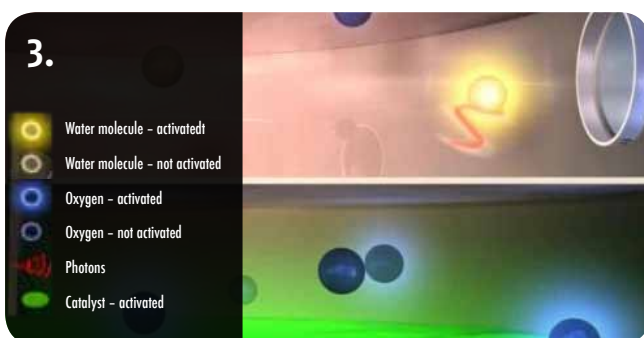 3.
Water molecule – activatedt
Water molecule – not activated
Oxygen – activated
Oxygen – not activated
Photons
Catalyst – activated